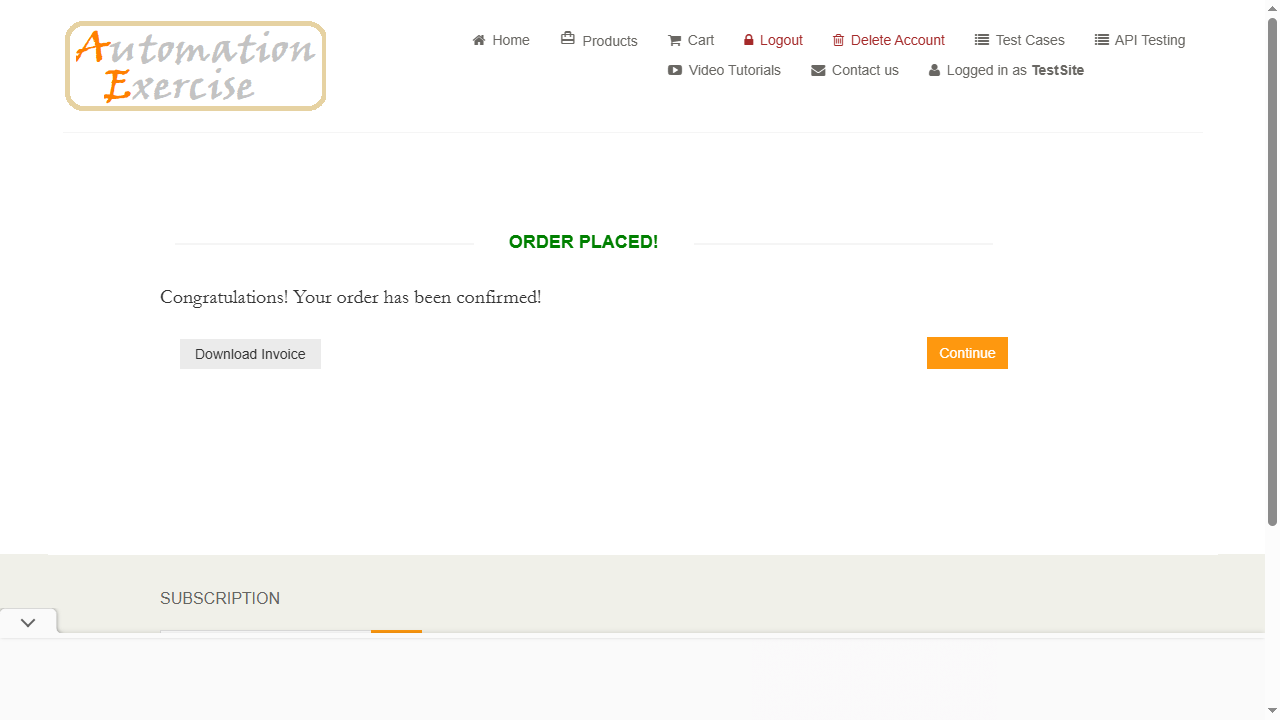 Automation
Exercise
Home
Products
Cart
Logout
Delete Account
Test Cases
API Testing
Video Tutorials
Contact us
Logged in as TestSite
ORDER PLACED!
Congratulations! Your order has been confirmed!
Download Invoice
Continue
SUBSCRIPTION